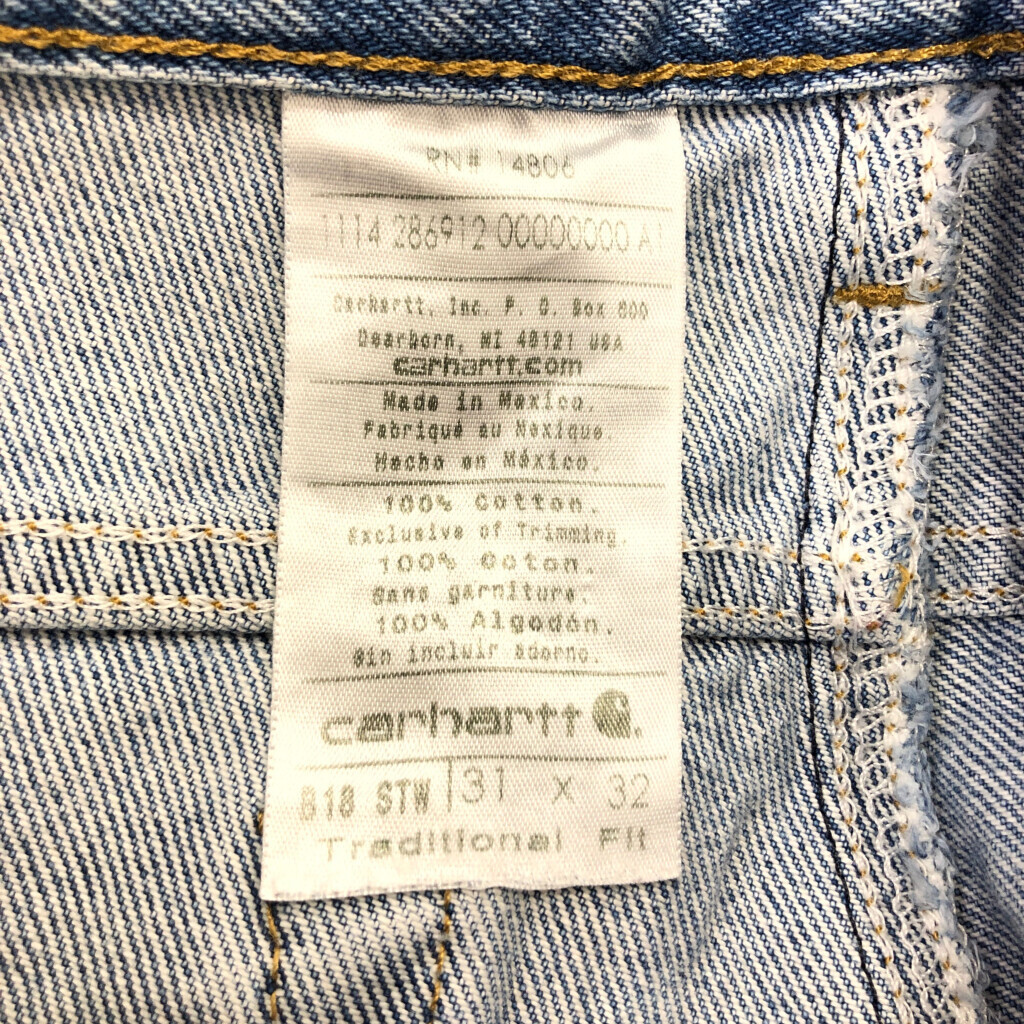 RN# 14806
1114 286912 00000000 A1
Carhartt, Inc. P. O. Box 600
Dearborn, MI 48121 USA
carhartt.com
Made in Mexico.
Fabriqué au Mexique.
Hecho en México.
100% Cotton.
Exclusive of Trimming.
100% Coton.
Sans garniture.
100% Algodón.
Sin incluir adorno.
carhartt
B18 STW 31 x 32
Traditional Fit